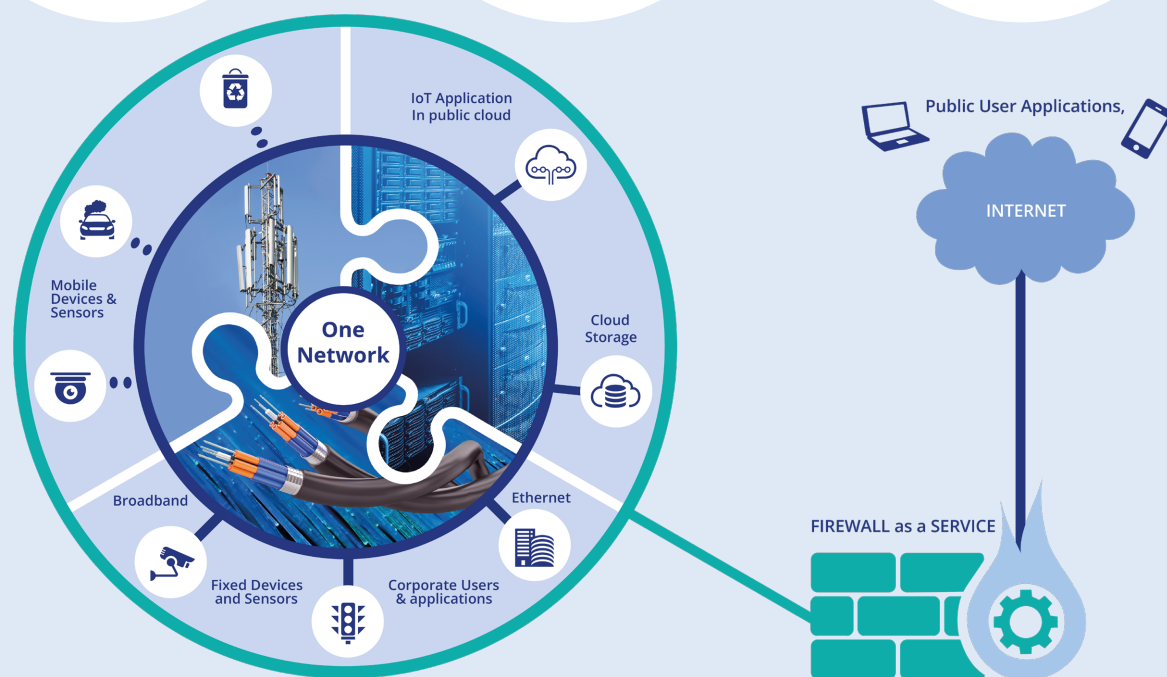 IoT Application
In public cloud
Public User Applications,
INTERNET
Mobile
Devices &
Sensors
One
Network
Cloud
Storage
Broadband
Ethernet
FIREWALL as a SERVICE
Fixed Devices
and Sensors
Corporate Users
& applications